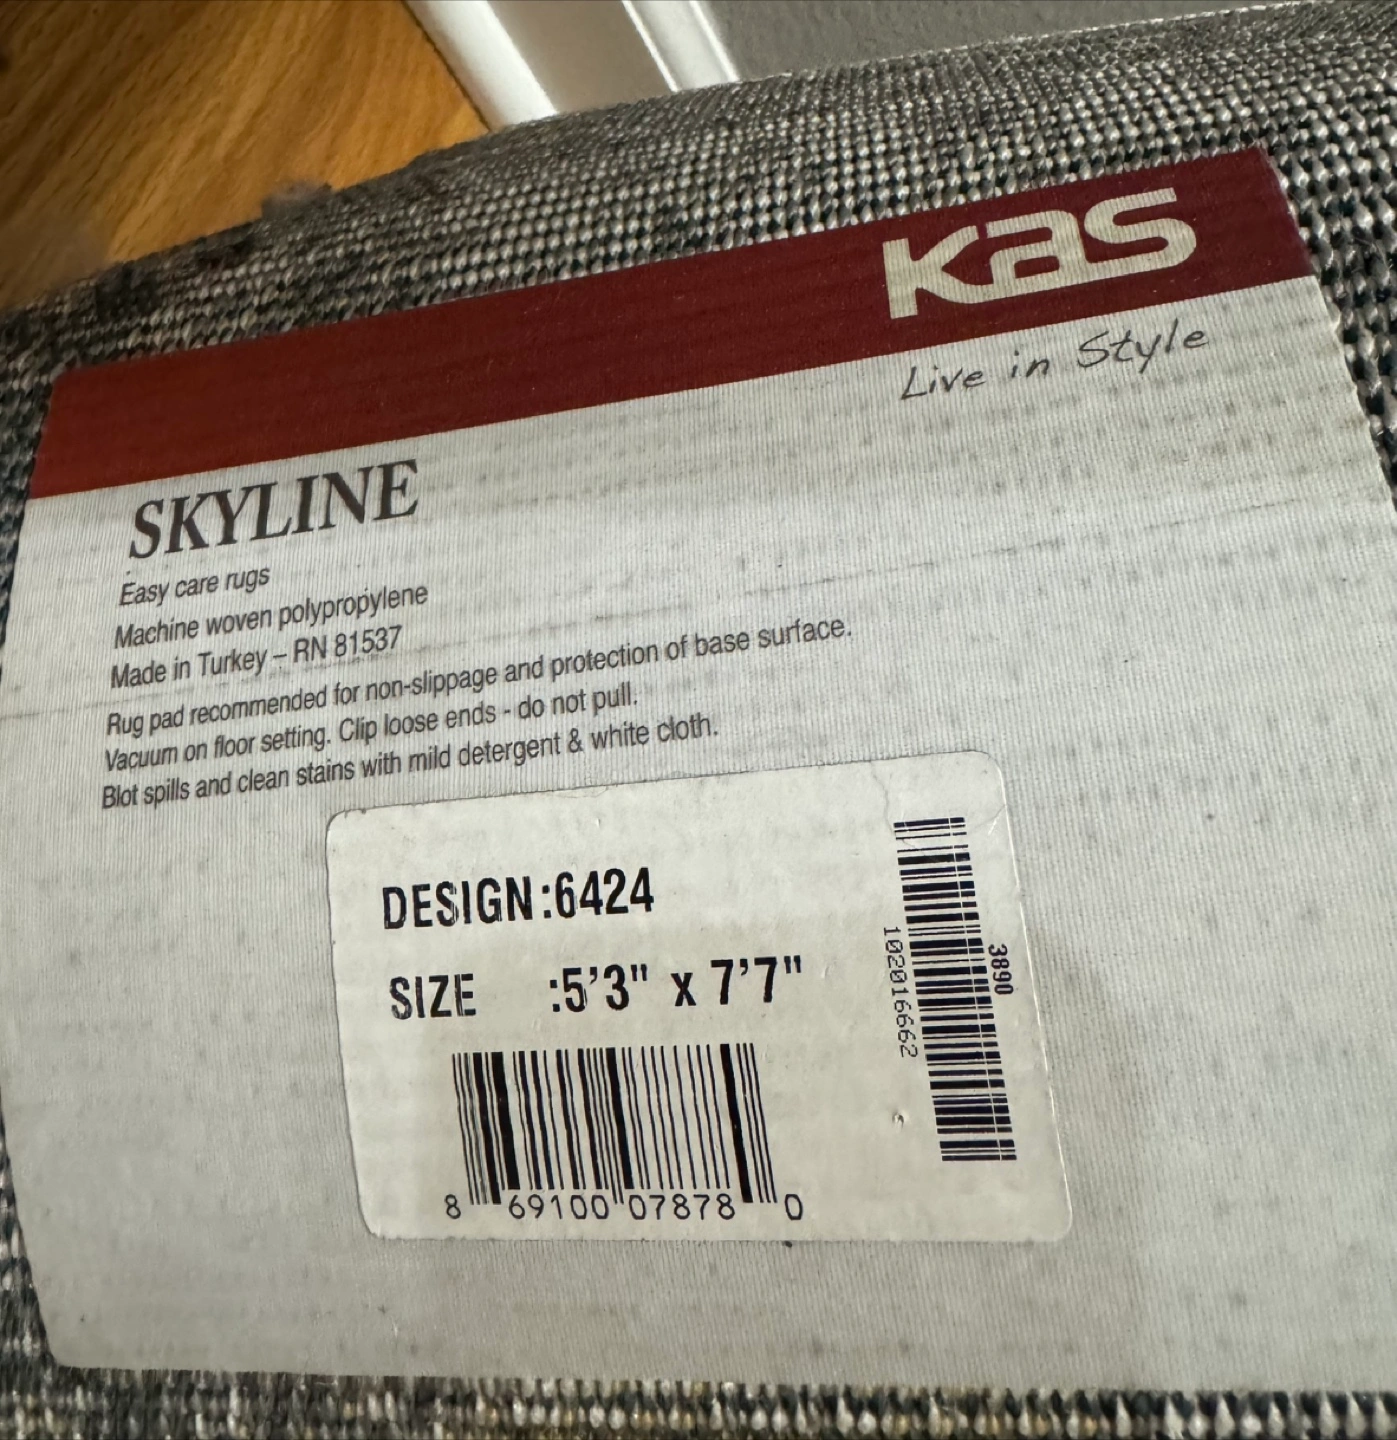 Kas
Live in Style
SKYLINE
Easy care rugs
Machine woven polypropylene
Made in Turkey – RN 81537
Rug pad recommended for non-slippage and protection of base surface.
Vacuum on floor setting. Clip loose ends - do not pull.
Blot spills and clean stains with mild detergent & white cloth.
DESIGN:6424
SIZE :5'3" x 7'7"
8 69100 07878 0
3890
102016662